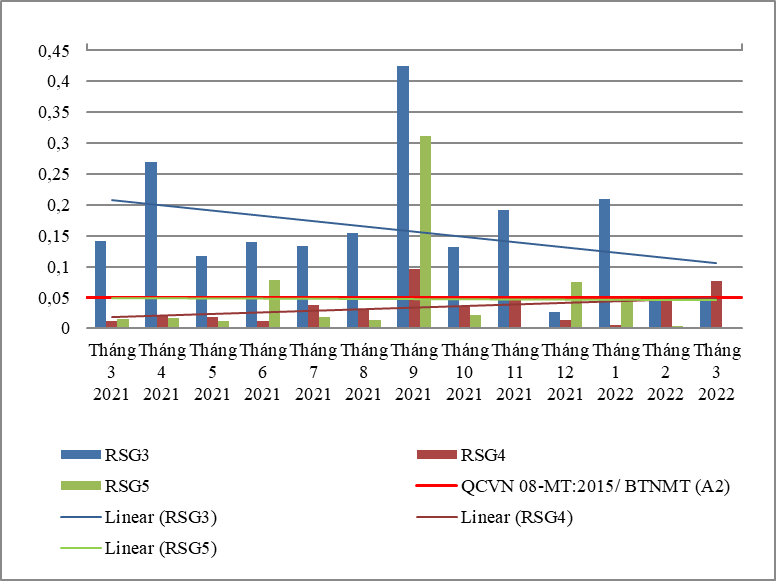 0,45
0,4
0,35
0,3
0,25
0,2
0,15
0,1
0,05
0
Tháng Tháng Tháng Tháng Tháng Tháng Tháng Tháng Tháng Tháng Tháng Tháng Tháng
3 4 5 6 7 8 9 10 11 12 1 2 3
2021 2021 2021 2021 2021 2021 2021 2021 2021 2021 2022 2022 2022
RSG3 RSG4
RSG5 QCVN 08-MT:2015/ BTNMT (A2)
Linear (RSG3) Linear (RSG4)
Linear (RSG5)